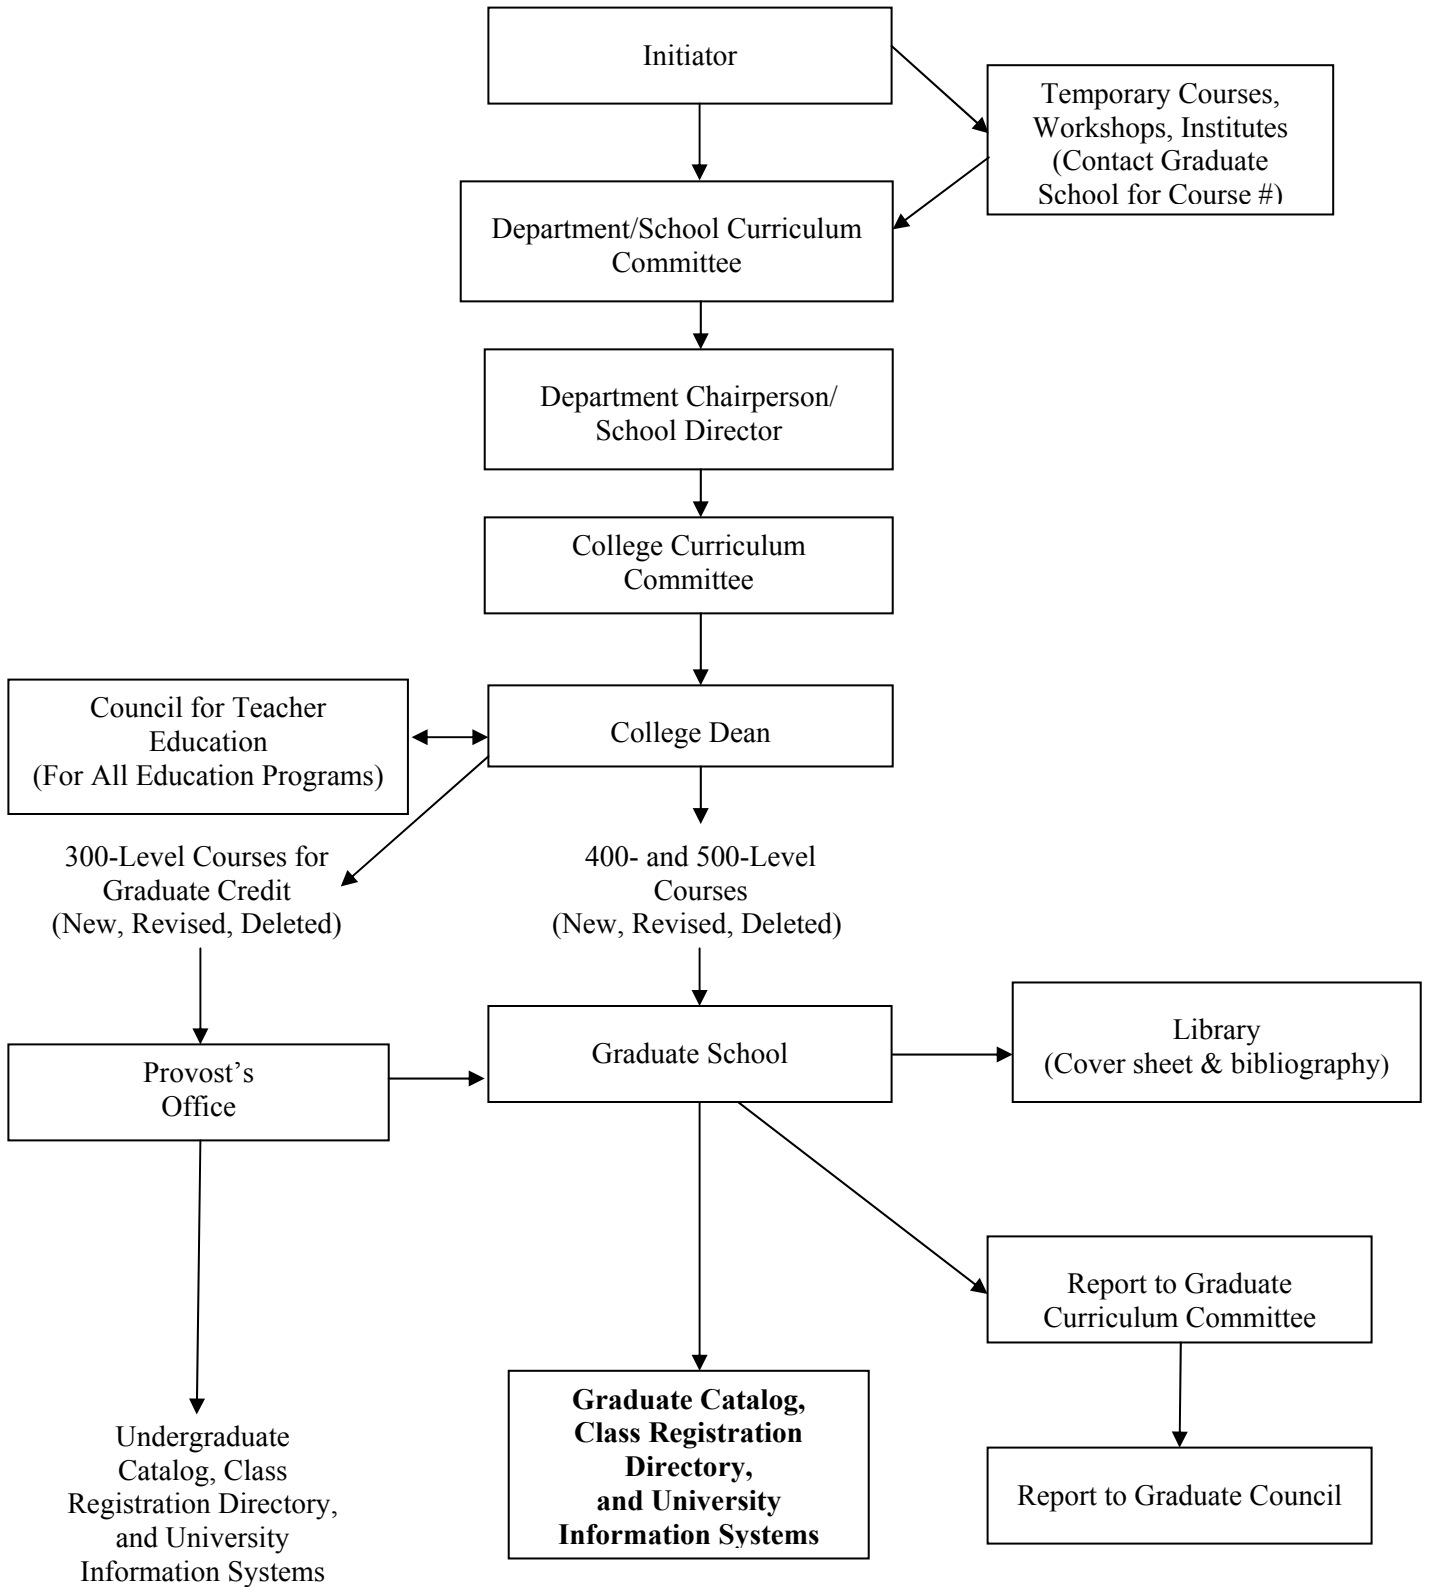 Initiator
Temporary Courses,
Workshops, Institutes
(Contact Graduate
School for Course #)
Department/School Curriculum
Committee
Department Chairperson/
School Director
College Curriculum
Committee
Council for Teacher
Education
(For All Education Programs)
College Dean
300-Level Courses for
Graduate Credit
(New, Revised, Deleted)
400- and 500-Level
Courses
(New, Revised, Deleted)
Provost’s
Office
Graduate School
Library
(Cover sheet & bibliography)
Report to Graduate
Curriculum Committee
Undergraduate
Catalog, Class
Registration Directory,
and University
Information Systems
Graduate Catalog,
Class Registration
Directory,
and University
Information Systems
Report to Graduate Council